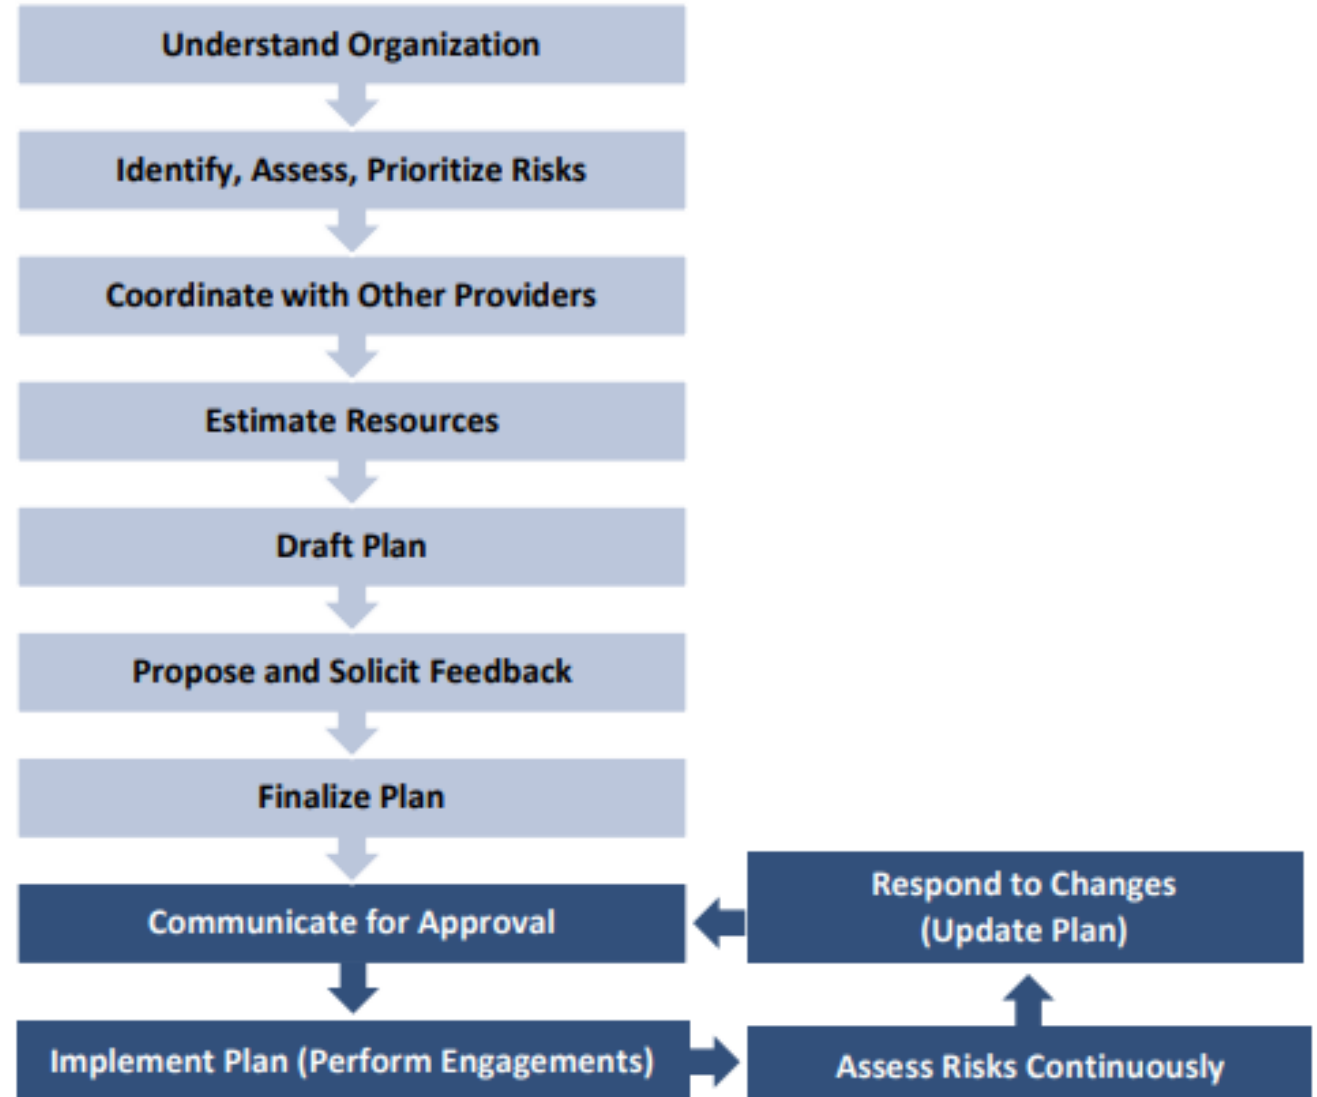 Understand Organization
Identify, Assess, Prioritize Risks
Coordinate with Other Providers
Estimate Resources
Draft Plan
Propose and Solicit Feedback
Finalize Plan
Communicate for Approval
Respond to Changes
(Update Plan)
Implement Plan (Perform Engagements)
Assess Risks Continuously